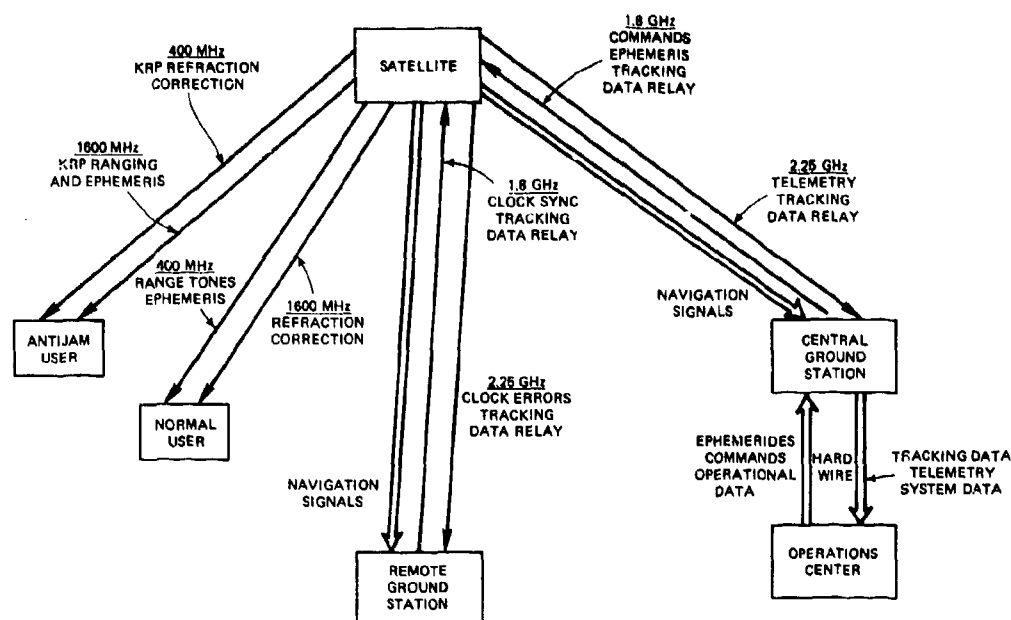 1.8 GHz
COMMANDS
EPHEMERIS
TRACKING
DATA RELAY
400 MHz
KRP REFRACTION
CORRECTION
SATELLITE
1600 MHz
KRP RANGING
AND EPHEMERIS
2.25 GHz
TELEMETRY
TRACKING
DATA RELAY
1.8 GHz
CLOCK SYNC
TRACKING
DATA RELAY
400 MHz
RANGE TONES
EPHEMERIS
1600 MHz
REFRACTION
CORRECTION
NAVIGATION
SIGNALS
ANTIJAM
USER
CENTRAL
GROUND
STATION
NORMAL
USER
2.25 GHz
CLOCK ERRORS
TRACKING
DATA RELAY
EPHEMERIDES
COMMANDS
OPERATIONAL
DATA
HARD
WIRE
TRACKING DATA
TELEMETRY
SYSTEM DATA
NAVIGATION
SIGNALS
OPERATIONS
CENTER
REMOTE
GROUND
STATION